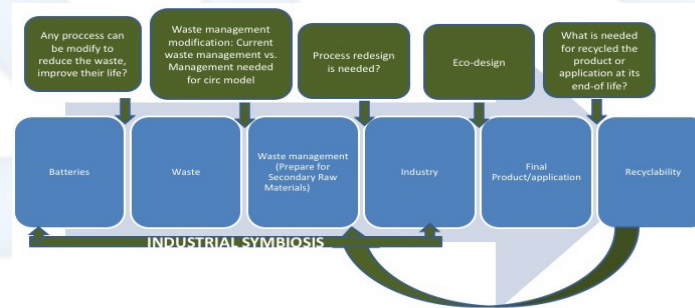 Any proccess can
be modify to
reduce the waste,
improve their life?
Waste management
modification: Current
waste management vs.
Management needed
for circ model
Process redesign
is needed?
Eco-design
What is needed
for recycled the
product or
application at its
end-of life?
Batteries
Waste
Waste management
(Prepare for
Secondary Raw
Materials)
Industry
Final
Product/application
Recyclability
INDUSTRIAL SYMBIOSIS